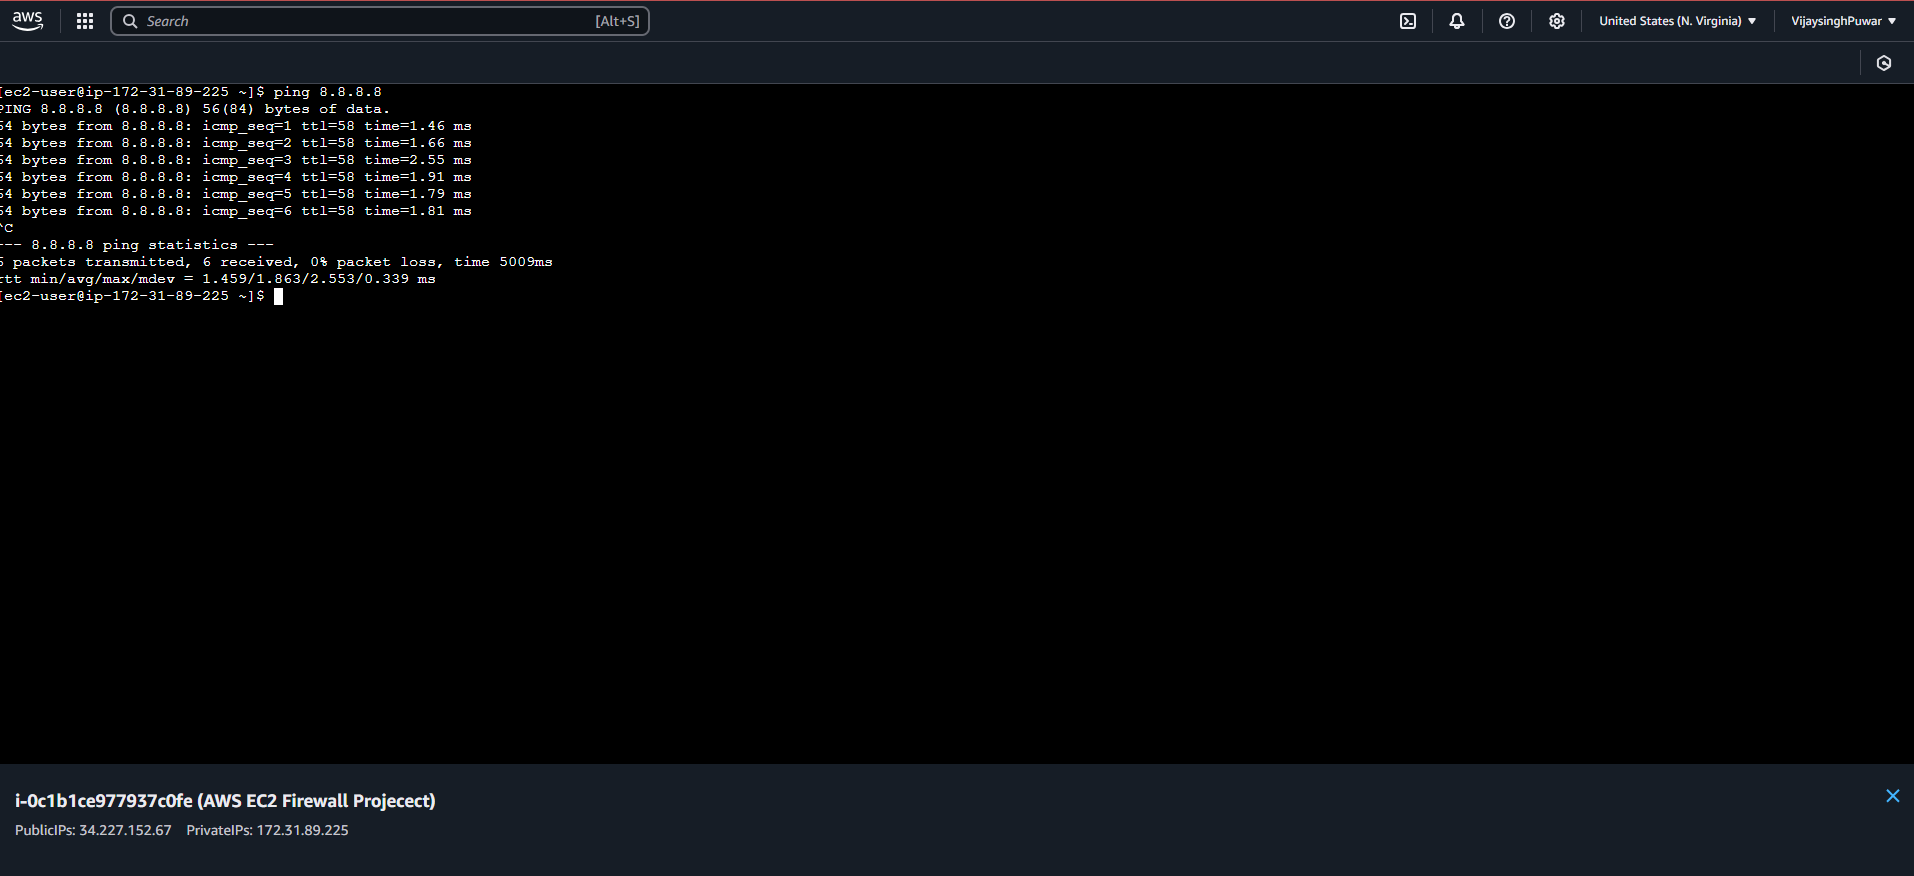 aws
Search [Alt+S]
United States (N. Virginia)
VijaysinghPuwar
[ec2-user@ip-172-31-89-225 ~]$ ping 8.8.8.8
PING 8.8.8.8 (8.8.8.8) 56(84) bytes of data.
64 bytes from 8.8.8.8: icmp_seq=1 ttl=58 time=1.46 ms
64 bytes from 8.8.8.8: icmp_seq=2 ttl=58 time=1.66 ms
64 bytes from 8.8.8.8: icmp_seq=3 ttl=58 time=2.55 ms
64 bytes from 8.8.8.8: icmp_seq=4 ttl=58 time=1.91 ms
64 bytes from 8.8.8.8: icmp_seq=5 ttl=58 time=1.79 ms
64 bytes from 8.8.8.8: icmp_seq=6 ttl=58 time=1.81 ms
^C
--- 8.8.8.8 ping statistics ---
6 packets transmitted, 6 received, 0% packet loss, time 5009ms
rtt min/avg/max/mdev = 1.459/1.863/2.553/0.339 ms
[ec2-user@ip-172-31-89-225 ~]$
i-0c1b1ce977937c0fe (AWS EC2 Firewall Projecect)
PublicIPs: 34.227.152.67 PrivateIPs: 172.31.89.225